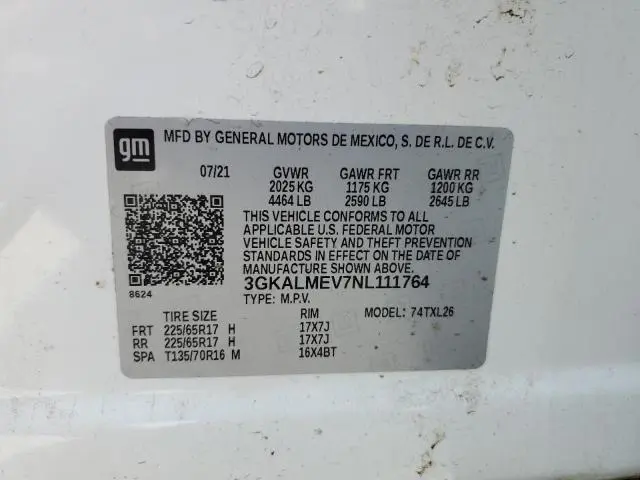 gm
MFD BY GENERAL MOTORS DE MEXICO, S. DE R.L. DE C.V.
07/21 GVWR GAWR FRT GAWR RR
2025 KG 1175 KG 1200 KG
4464 LB 2590 LB 2645 LB
THIS VEHICLE CONFORMS TO ALL
APPLICABLE U.S. FEDERAL MOTOR
VEHICLE SAFETY AND THEFT PREVENTION
STANDARDS IN EFFECT ON THE DATE OF
MANUFACTURE SHOWN ABOVE.
8624 3GKALMEV7NL111764
TYPE: M.P.V.
TIRE SIZE RIM MODEL: 74TXL26
FRT 225/65R17 H 17X7J
RR 225/65R17 H 17X7J
SPA T135/70R16 M 16X4BT